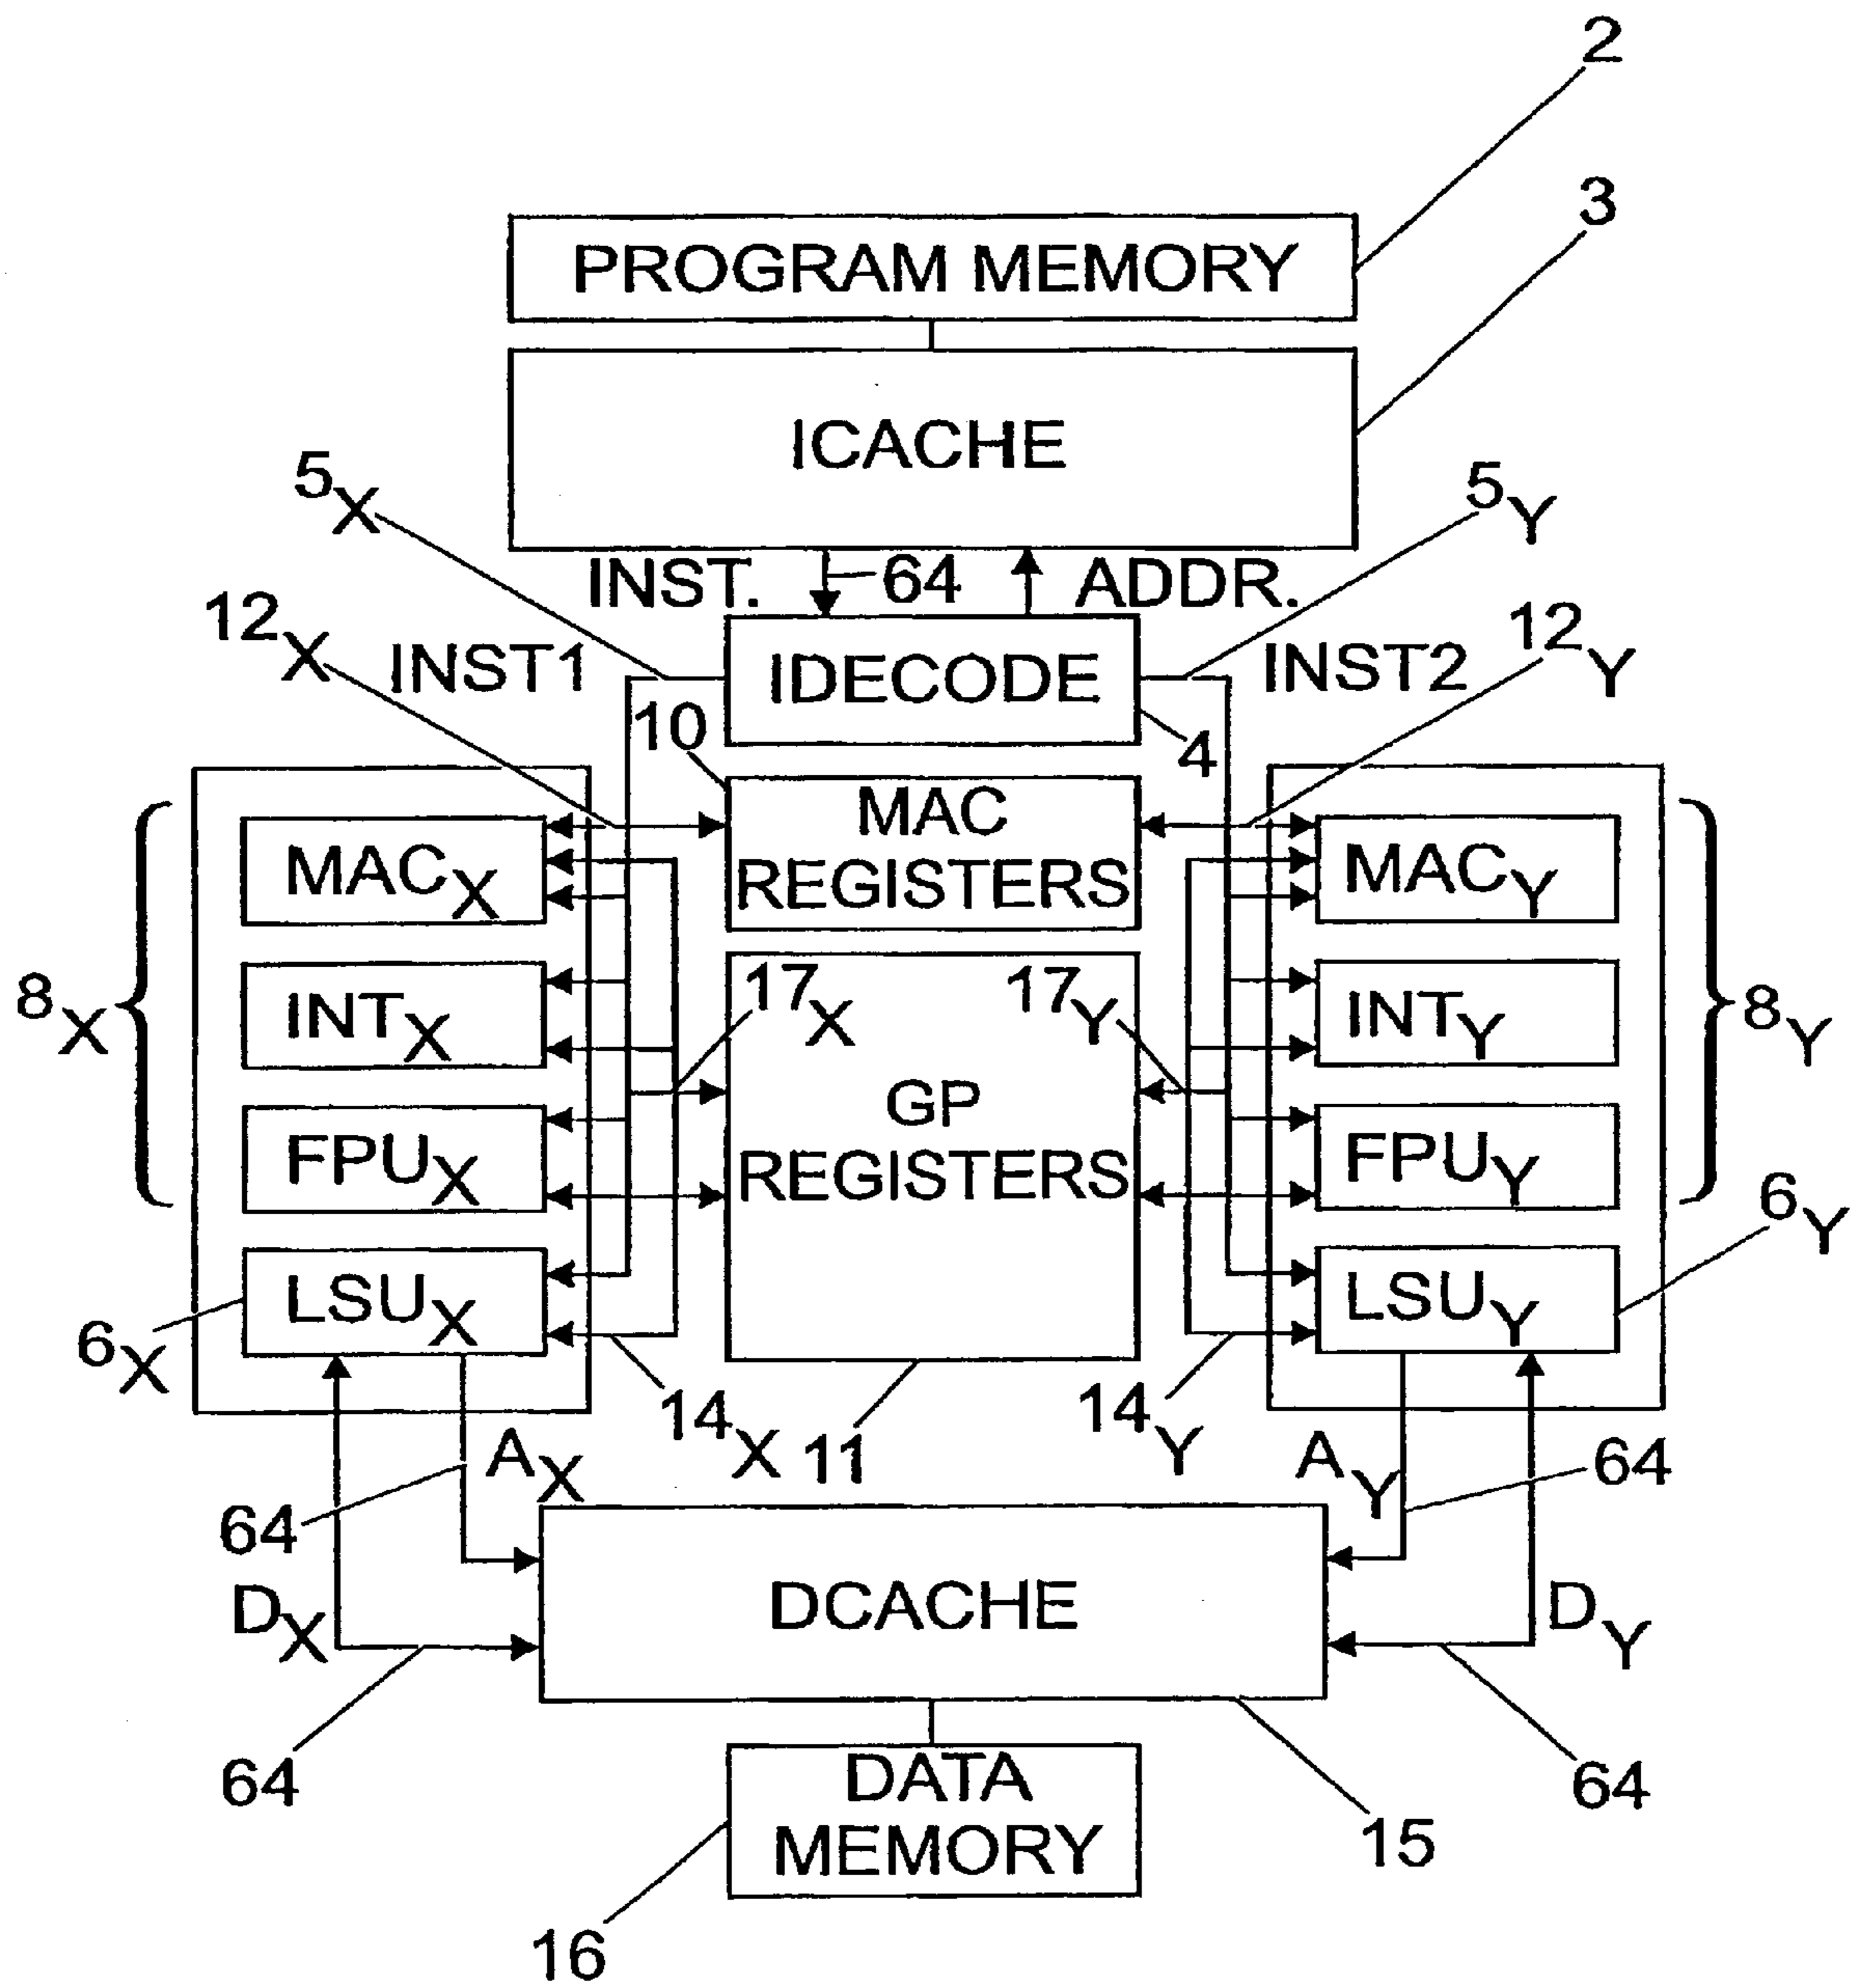 2
3
PROGRAM MEMORY
ICACHE
5X
5Y
INST. 64 ADDR.
12X
12Y
INST1
IDECODE
INST2
10
4
MAC
REGISTERS
MACX
MACY
8X
INTX
17X
17Y
INTY
8Y
GP
REGISTERS
FPUX
FPUY
6Y
LSUX
LSUY
6X
14X
11
14Y
AX
AY
64
64
DX
DCACHE
DY
64
64
DATA
MEMORY
15
16